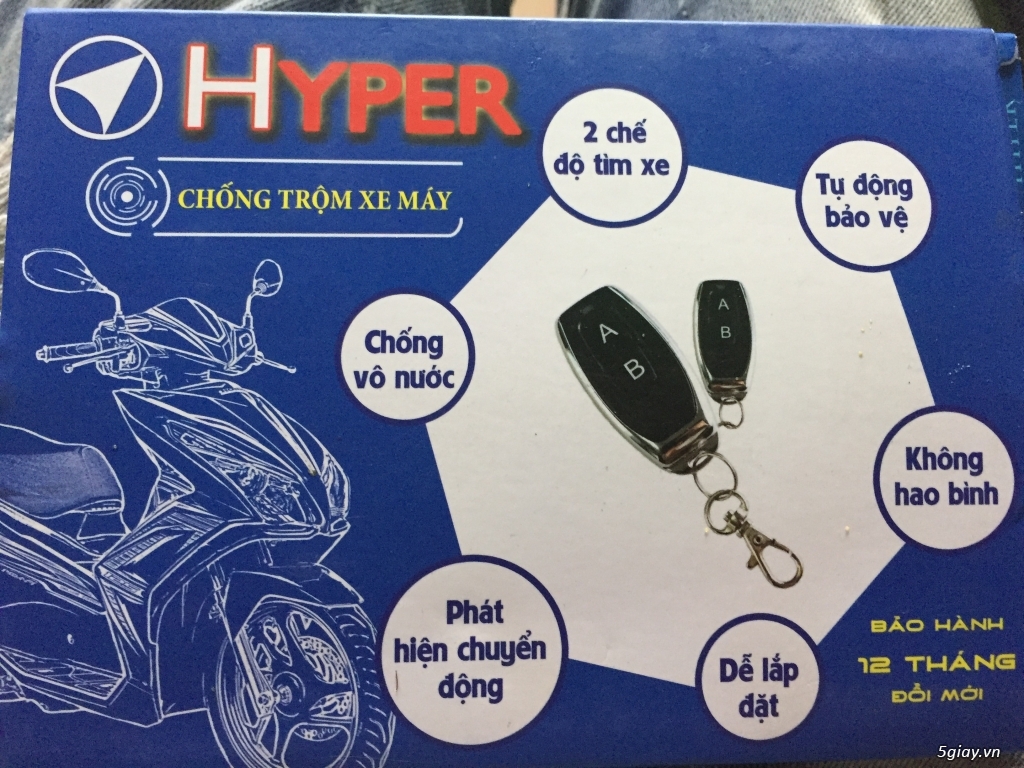 HYPER
CHỐNG TRỘM XE MÁY
2 chế
độ tìm xe
Tự động
bảo vệ
Chống
vô nước
A
B
A
B
Không
hao bình
Phát
hiện chuyển
động
Dễ lắp
đặt
BẢO HÀNH
12 THÁNG
ĐỔI MỚI
HYPER
5giay.vn